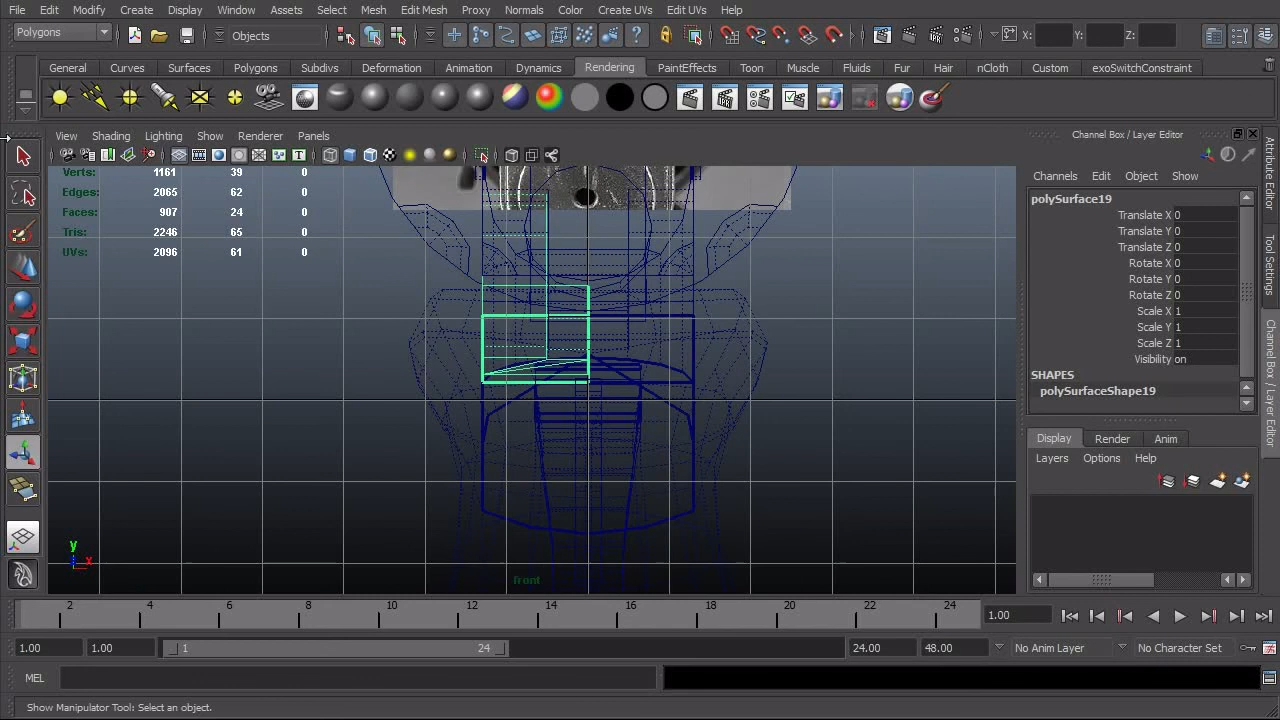 File Edit Modify Create Display Window Assets Select Mesh Edit Mesh Proxy Normals Color Create UVs Edit UVs Help
Polygons Objects X: Y: Z:
General Curves Surfaces Polygons Subdivs Deformation Animation Dynamics Rendering PaintEffects Toon Muscle Fluids Fur Hair nCloth Custom exoSwitchConstraint
View Shading Lighting Show Renderer Panels
Channel Box / Layer Editor
Verts: 1161 39 0
Edges: 2065 62 0
Faces: 907 24 0
Tris: 2246 65 0
UVs: 2096 61 0
Channels Edit Object Show
polySurface19
Translate X 0
Translate Y 0
Translate Z 0
Rotate X 0
Rotate Y 0
Rotate Z 0
Scale X 1
Scale Y 1
Scale Z 1
Visibility on
SHAPES
polySurfaceShape19
Display Render Anim
Layers Options Help
Attribute Editor
Tool Settings
Channel Box / Layer Editor
y
x
front
2 4 6 8 10 12 14 16 18 20 22 24 1.00
1.00 1.00 1 24 24.00 48.00 No Anim Layer No Character Set
MEL
Show Manipulator Tool: Select an object.